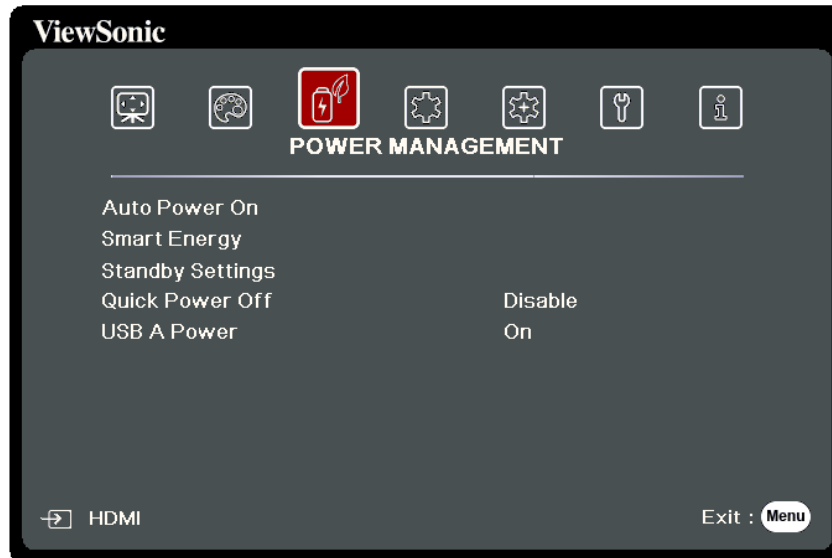 ViewSonic
POWER MANAGEMENT
Auto Power On
Smart Energy
Standby Settings
Quick Power Off Disable
USB A Power On
HDMI Exit : Menu